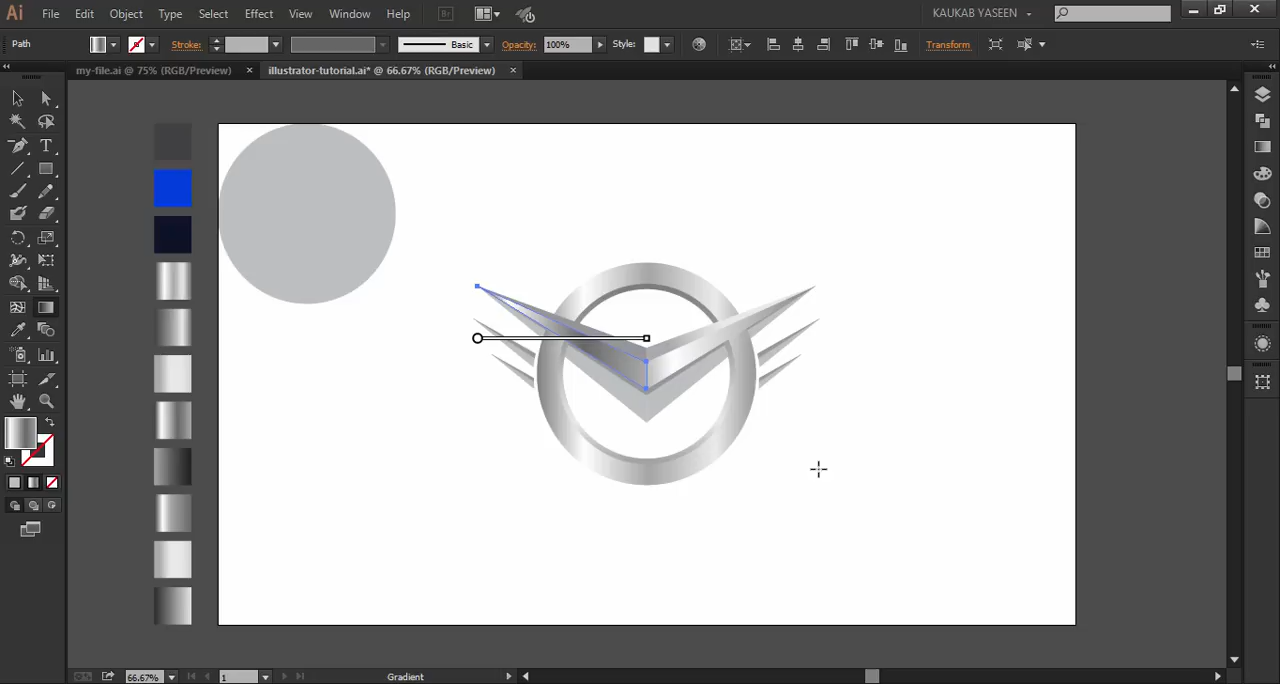 Ai File Edit Object Type Select Effect View Window Help Br KAUKAB YASEEN
Path Stroke: Basic Opacity: 100% Style: Transform
my-file.ai @ 75% (RGB/Preview) × illustrator-tutorial.ai* @ 66.67% (RGB/Preview) ×
T
66.67% 1 Gradient